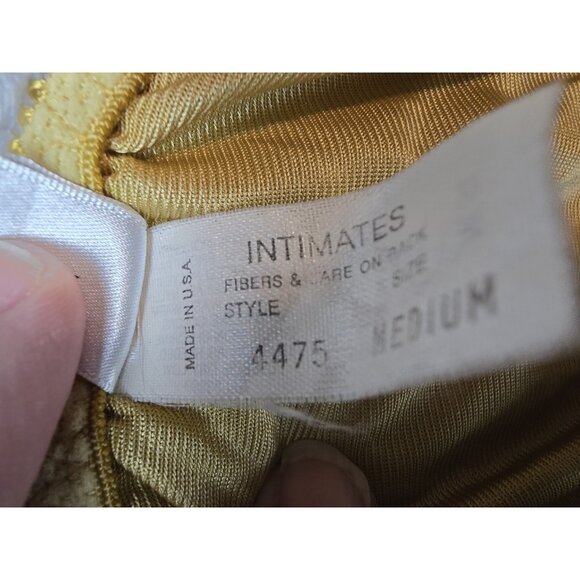 MADE IN U.S.A.
INTIMATES
FIBERS & CARE ON BACK
STYLE SIZE
4475 MEDIUM